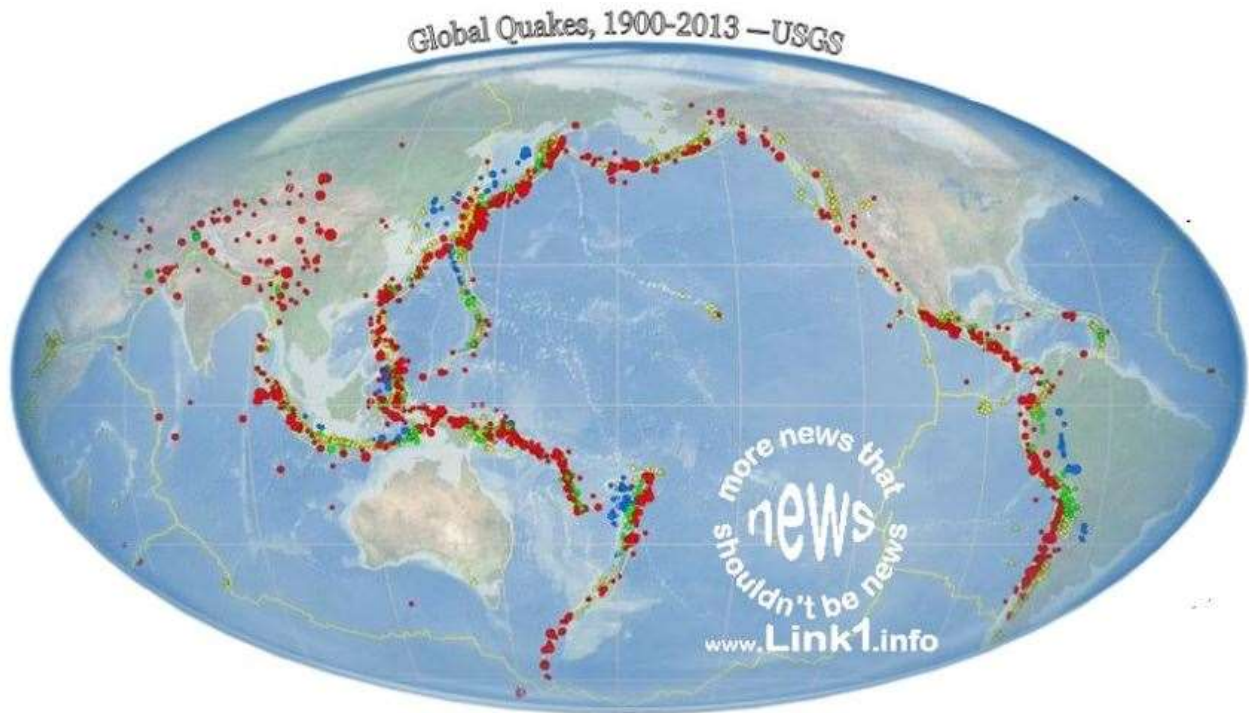 Global Quakes, 1900-2013 —USGS
more news that
news
shouldn't be news
www.Link1.info